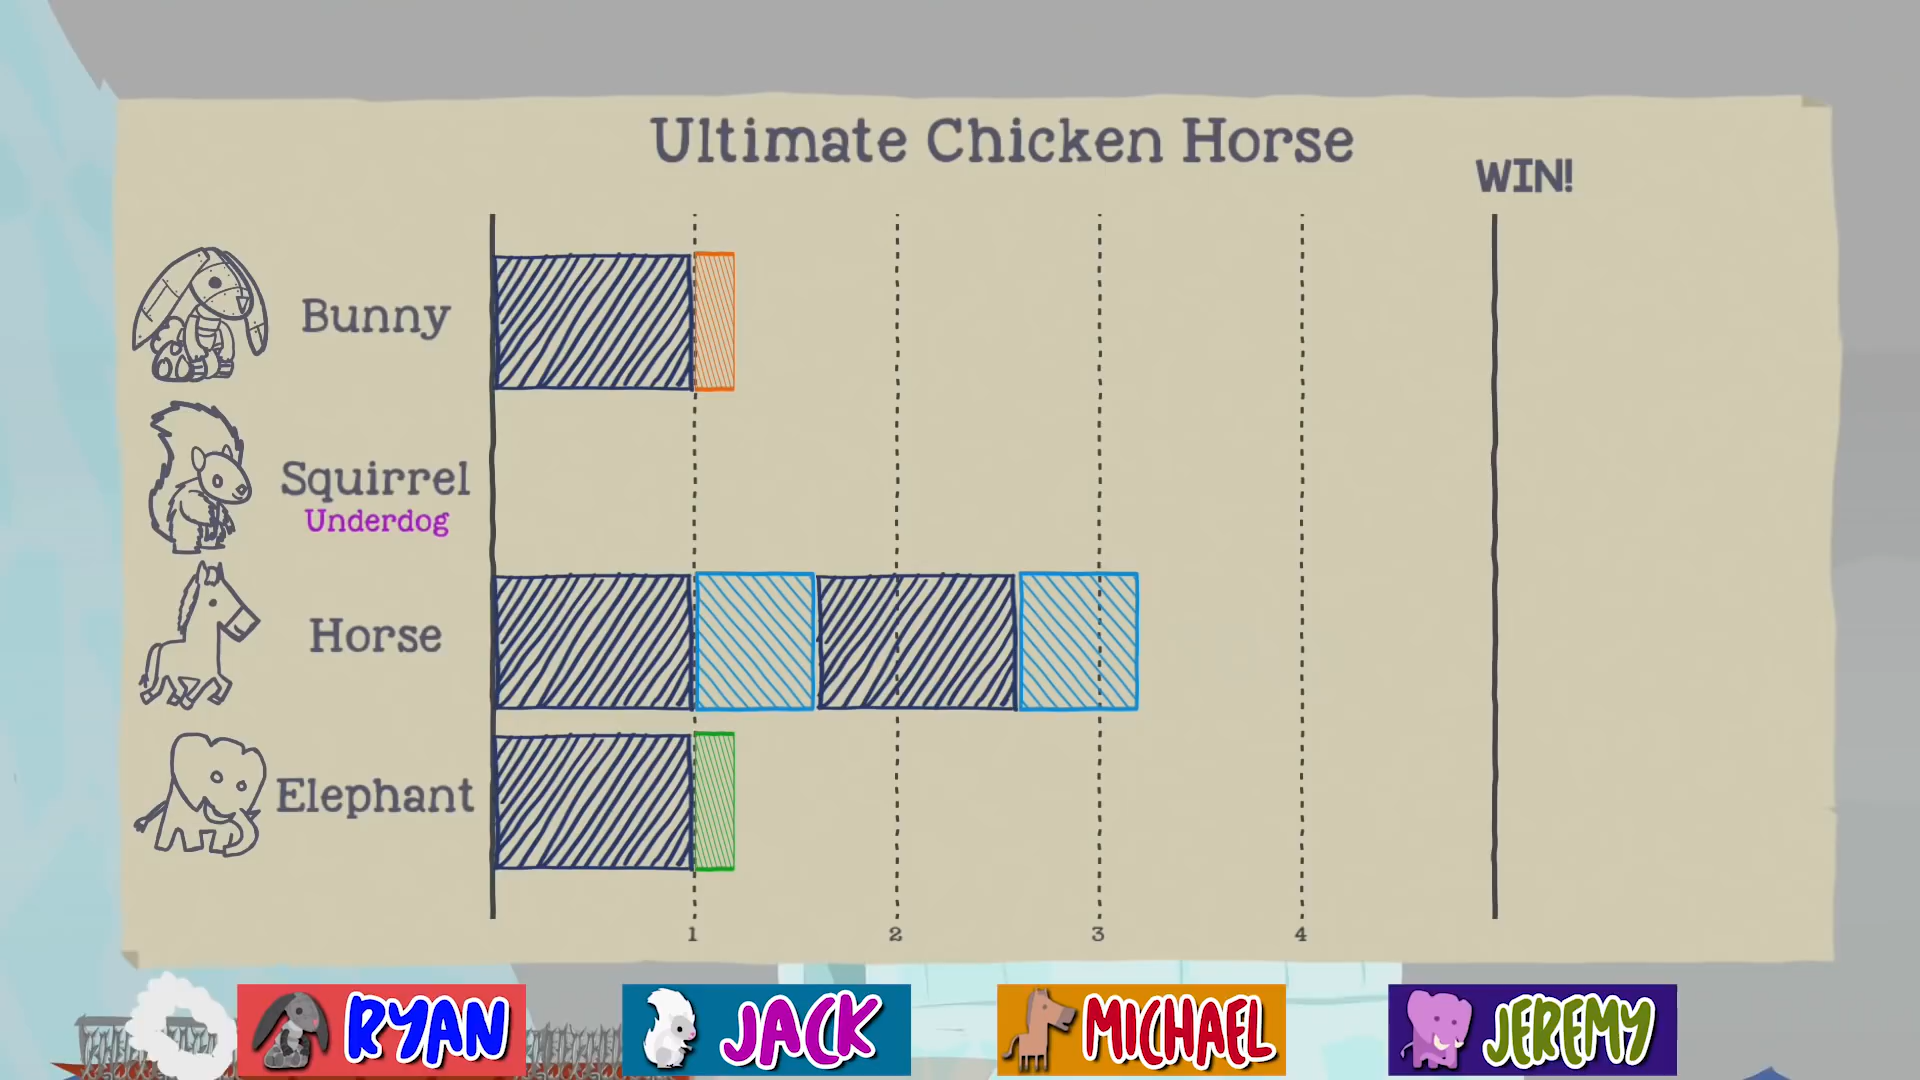 Ultimate Chicken Horse
WIN!
Bunny
Squirrel
Underdog
Horse
Elephant
1 2 3 4
RYAN JACK MICHAEL JEREMY